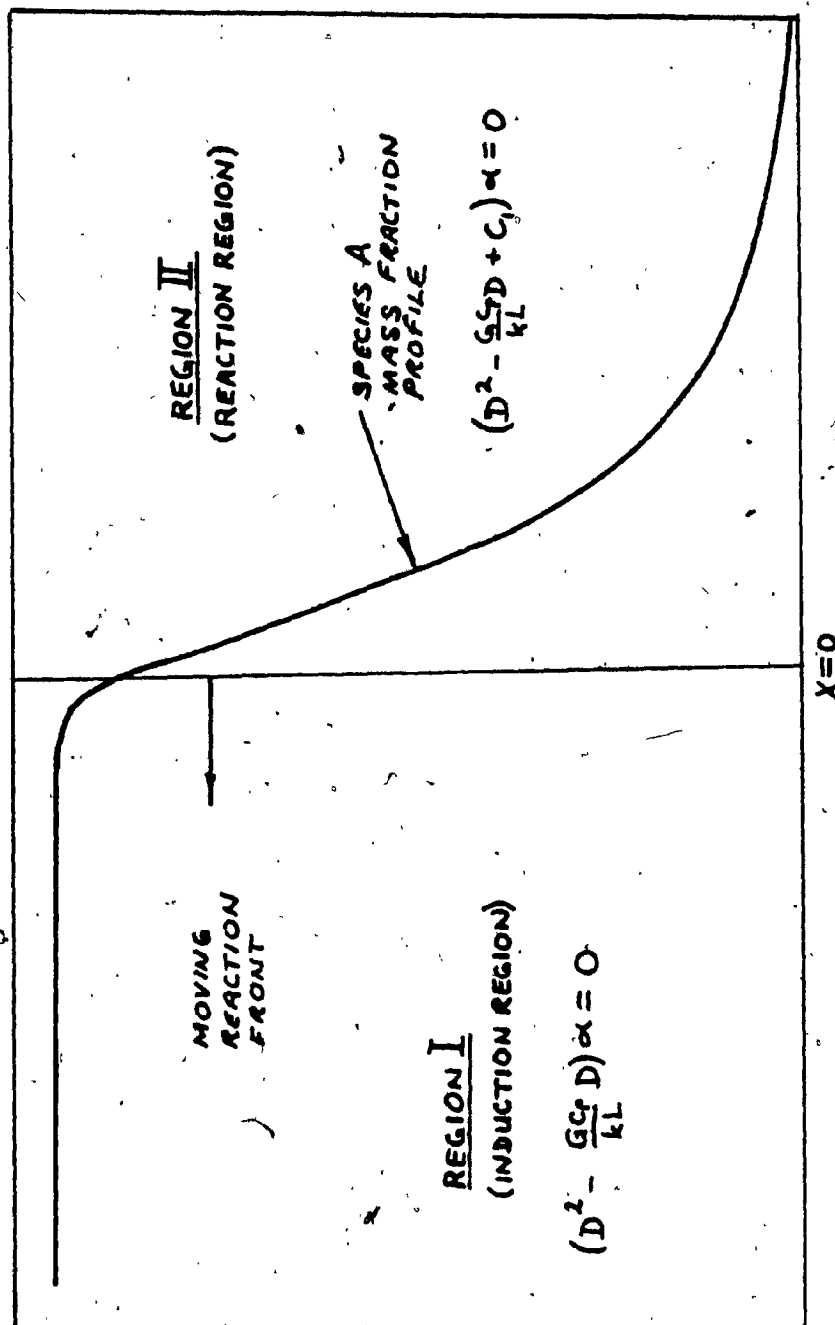 MOVING
REACTION
FRONT
REGION I
(INDUCTION REGION)
(D² - GCₚ/kL D)α = 0
REGION II
(REACTION REGION)
SPECIES A
MASS FRACTION
PROFILE
(D² - GCₚ/kL D + C₁)α = 0
X=0